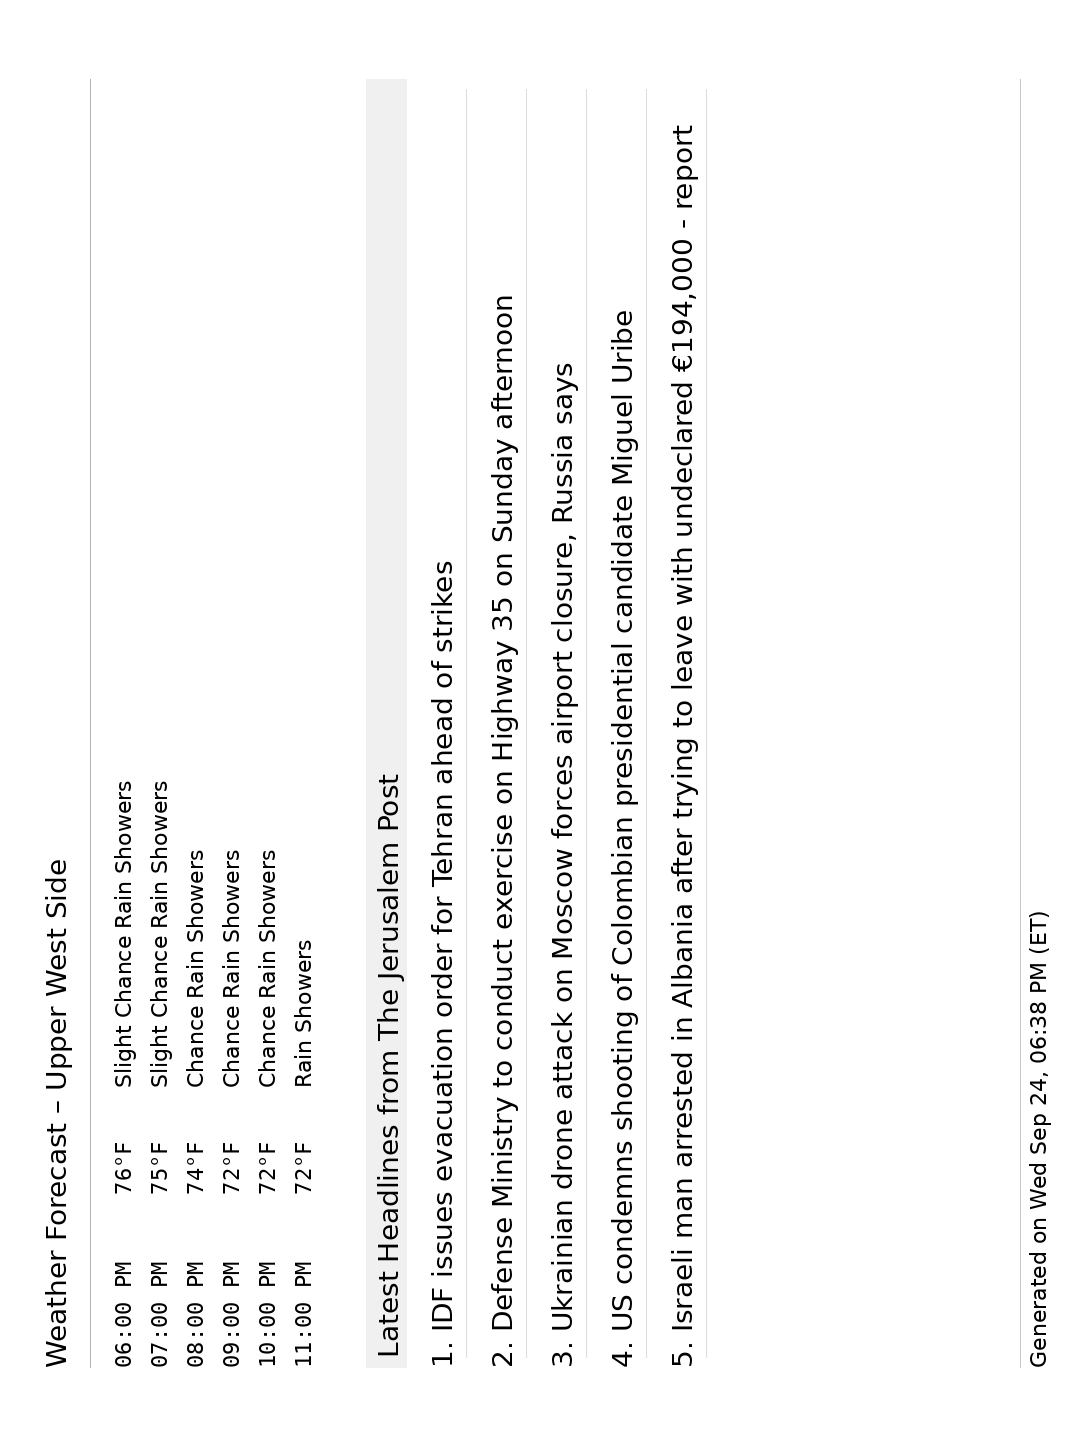 Weather Forecast – Upper West Side
06:00 PM 76°F Slight Chance Rain Showers
07:00 PM 75°F Slight Chance Rain Showers
08:00 PM 74°F Chance Rain Showers
09:00 PM 72°F Chance Rain Showers
10:00 PM 72°F Chance Rain Showers
11:00 PM 72°F Rain Showers
Latest Headlines from The Jerusalem Post
1. IDF issues evacuation order for Tehran ahead of strikes
2. Defense Ministry to conduct exercise on Highway 35 on Sunday afternoon
3. Ukrainian drone attack on Moscow forces airport closure, Russia says
4. US condemns shooting of Colombian presidential candidate Miguel Uribe
5. Israeli man arrested in Albania after trying to leave with undeclared €194,000 - report
Generated on Wed Sep 24, 06:38 PM (ET)